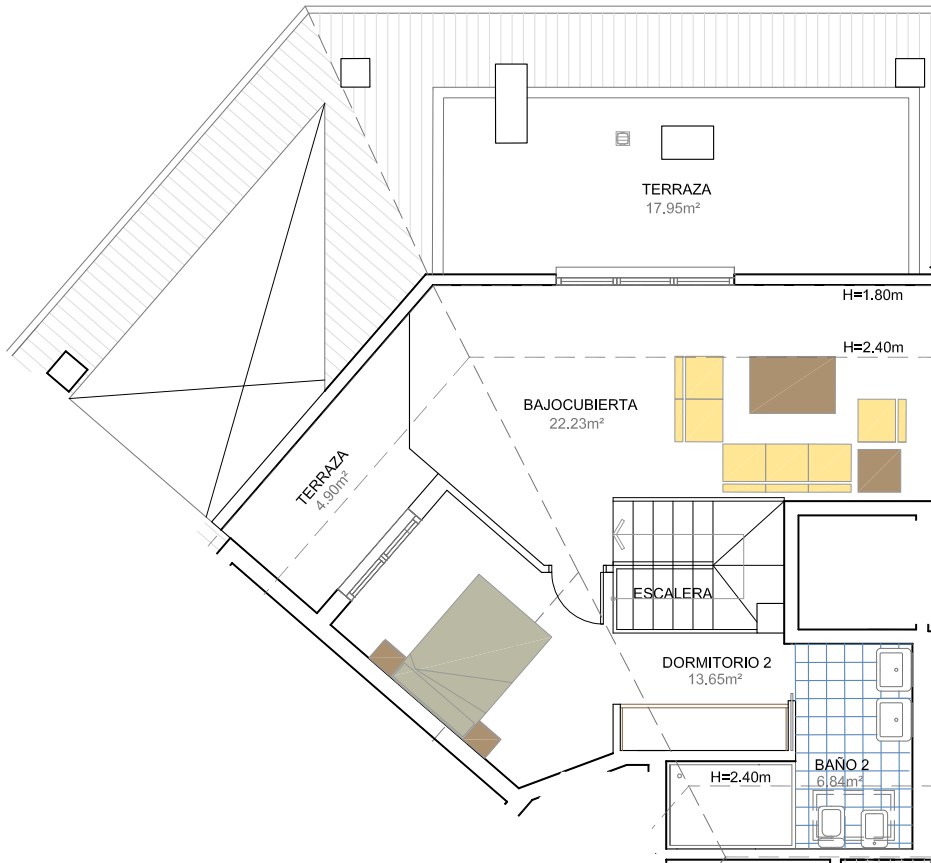 TERRAZA
17.95m²
H=1.80m
H=2.40m
BAJOCUBIERTA
22.23m²
TERRAZA
4.90m²
ESCALERA
DORMITORIO 2
13.65m²
BAÑO 2
6.84m²
H=2.40m